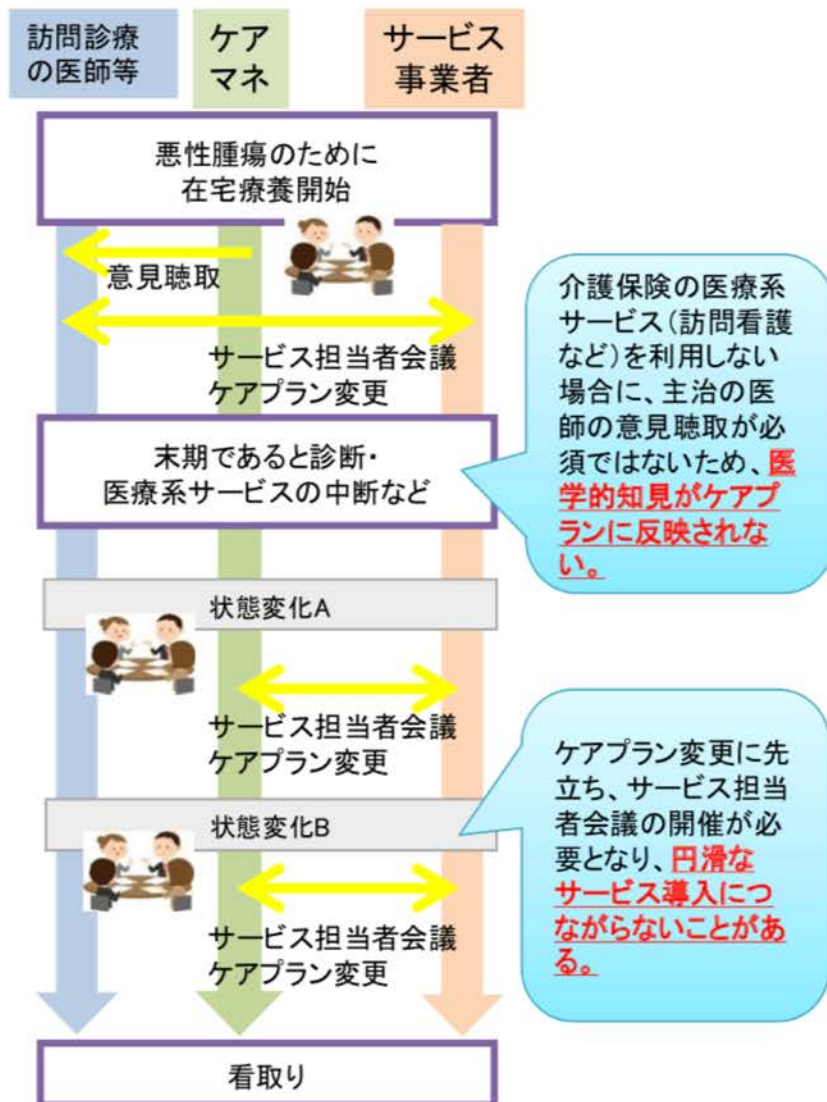 訪問診療
の医師等
ケア
マネ
サービス
事業者
悪性腫瘍のために
在宅療養開始
意見聴取
サービス担当者会議
ケアプラン変更
介護保険の医療系
サービス(訪問看護
など)を利用しない
場合に、主治の医
師の意見聴取が必
須ではないため、医
学的知見がケアプ
ランに反映されな
い。
末期であると診断・
医療系サービスの中断など
状態変化A
サービス担当者会議
ケアプラン変更
ケアプラン変更に先
立ち、サービス担当
者会議の開催が必
要となり、円滑な
サービス導入につ
ながらないことがあ
る。
状態変化B
サービス担当者会議
ケアプラン変更
看取り